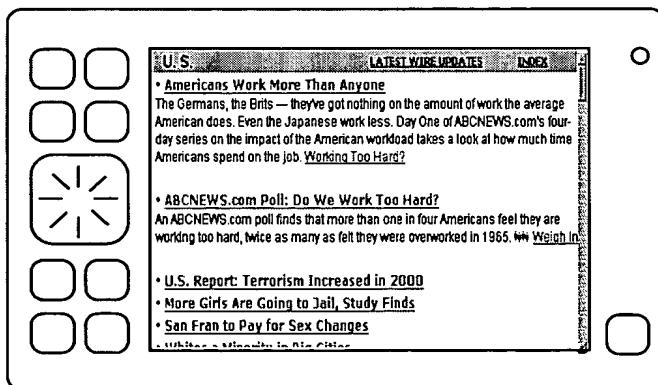 U.S. LATEST WIRE UPDATES INDEX
• Americans Work More Than Anyone
The Germans, the Brits — they've got nothing on the amount of work the average
American does. Even the Japanese work less. Day One of ABCNEWS.com's four-
day series on the impact of the American workload takes a look at how much time
Americans spend on the job. Working Too Hard?
• ABCNEWS.com Poll: Do We Work Too Hard?
An ABCNEWS.com poll finds that more than one in four Americans feel they are
working too hard, twice as many as felt they were overworked in 1965. Weigh In
• U.S. Report: Terrorism Increased in 2000
• More Girls Are Going to Jail, Study Finds
• San Fran to Pay for Sex Changes
• Whites a Minority in Big Cities